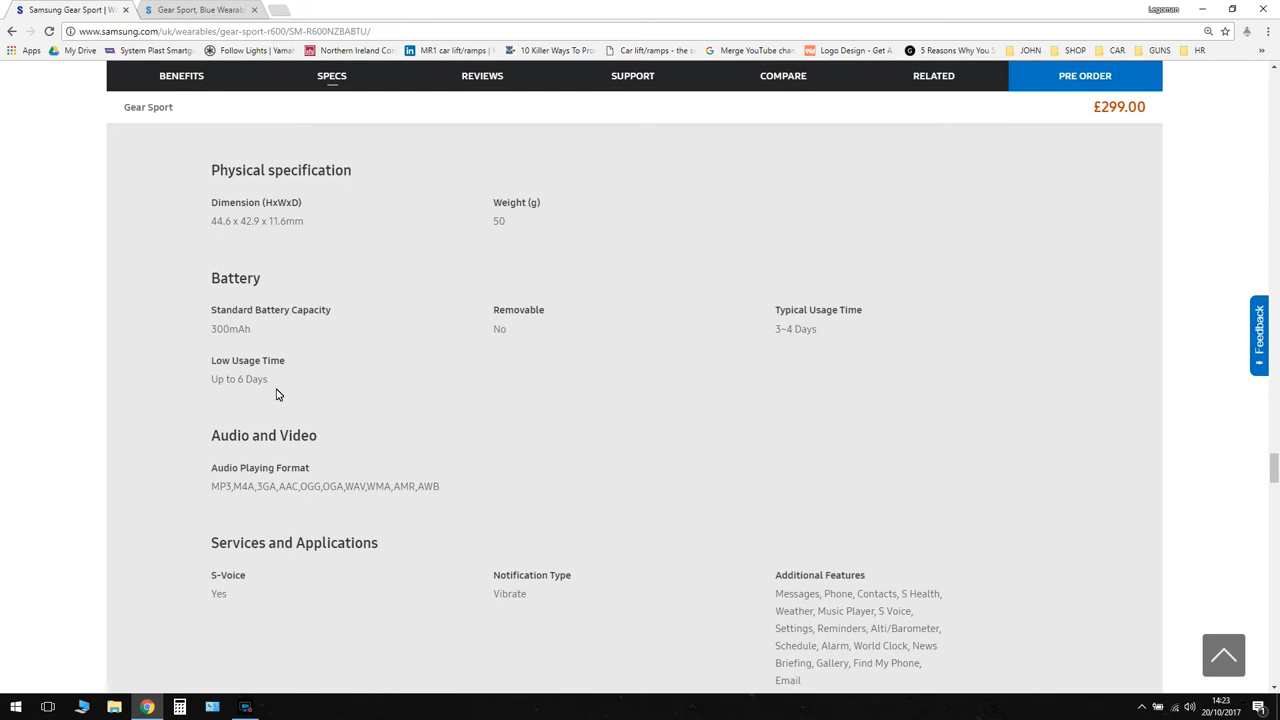 Samsung Gear Sport | W
Gear Sport, Blue Wearab
Legoman
www.samsung.com/uk/wearables/gear-sport-r600/SM-R600NZBABTU/
Apps My Drive System Plast Smartgu Follow Lights | Yamah Northern Ireland Con MR1 car lift/ramps - t 10 Killer Ways To Pro Car lift/ramps - the s Merge YouTube chan Logo Design - Get A 5 Reasons Why You S JOHN SHOP CAR GUNS HR
BENEFITS SPECS REVIEWS SUPPORT COMPARE RELATED PRE ORDER
Gear Sport £299.00
Physical specification
Dimension (HxWxD) Weight (g)
44.6 x 42.9 x 11.6mm 50
Battery
Standard Battery Capacity Removable Typical Usage Time
300mAh No 3~4 Days
Low Usage Time
Up to 6 Days
Feedback
Audio and Video
Audio Playing Format
MP3,M4A,3GA,AAC,OGG,OGA,WAV,WMA,AMR,AWB
Services and Applications
S-Voice Notification Type Additional Features
Yes Vibrate Messages, Phone, Contacts, S Health,
Weather, Music Player, S Voice,
Settings, Reminders, Alti/Barometer,
Schedule, Alarm, World Clock, News
Briefing, Gallery, Find My Phone,
Email
14:23
20/10/2017